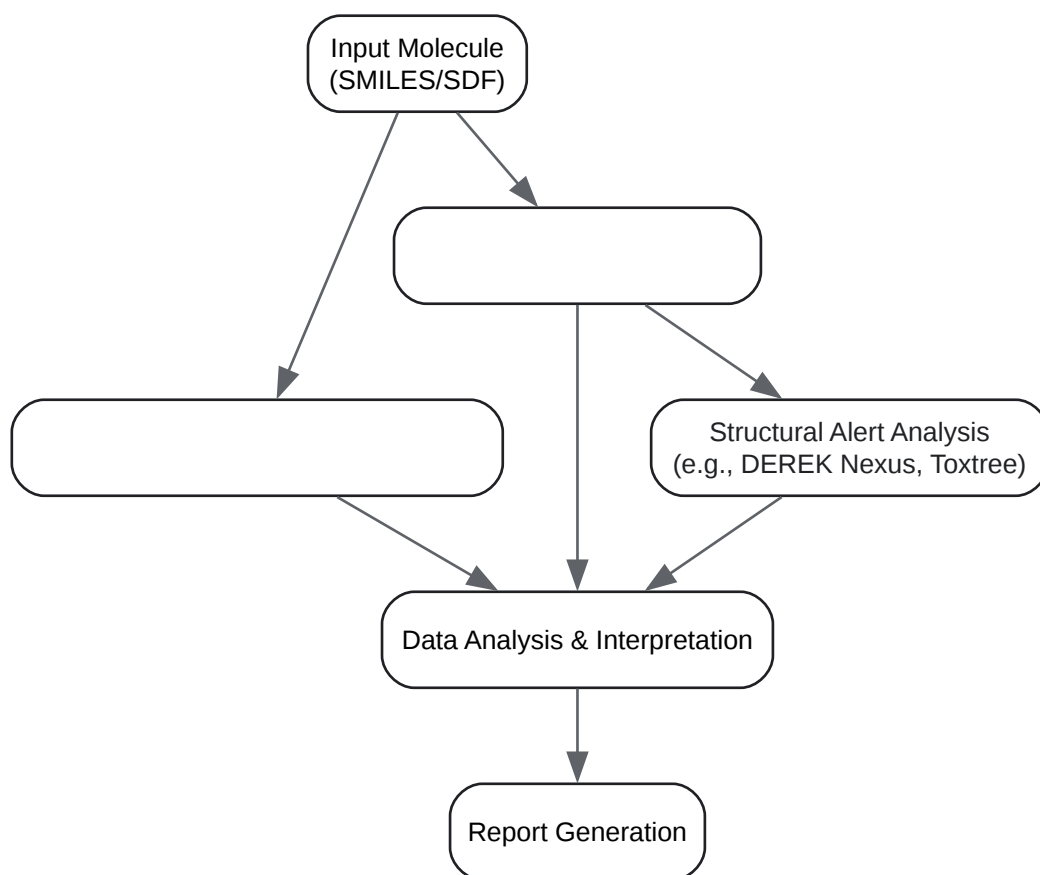 Input Molecule
(SMILES/SDF)
Structural Alert Analysis
(e.g., DEREK Nexus, Toxtree)
Data Analysis & Interpretation
Report Generation